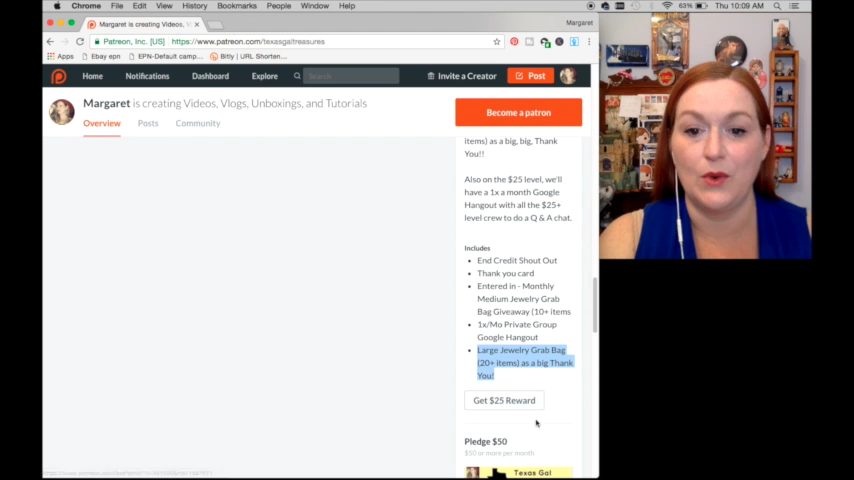 Chrome File Edit View History Bookmarks People Window Help
63% Thu 10:09 AM
Margaret is creating Videos, V
Margaret
Patreon, Inc. [US] https://www.patreon.com/texasgaltreasures
Apps Ebay epn EPN-Default camp... Bitly | URL Shorten...
Home Notifications Dashboard Explore Search Invite a Creator Post
Margaret is creating Videos, Vlogs, Unboxings, and Tutorials
Become a patron
Overview Posts Community
items) as a big, big, Thank
You!!
Also on the $25 level, we'll
have a 1x a month Google
Hangout with all the $25+
level crew to do a Q & A chat.
Includes
End Credit Shout Out
Thank you card
Entered in - Monthly
Medium Jewelry Grab
Bag Giveaway (10+ items
1x/Mo Private Group
Google Hangout
Large Jewelry Grab Bag
(20+ items) as a big Thank
You!
Get $25 Reward
Pledge $50
$50 or more per month
Texas Gal